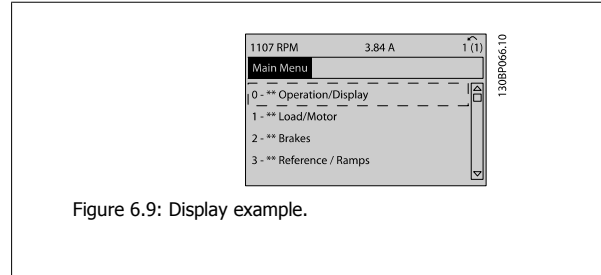 1107 RPM 3.84 A 1 (1)
Main Menu
0 - ** Operation/Display
1 - ** Load/Motor
2 - ** Brakes
3 - ** Reference / Ramps
130BP066.10
Figure 6.9: Display example.